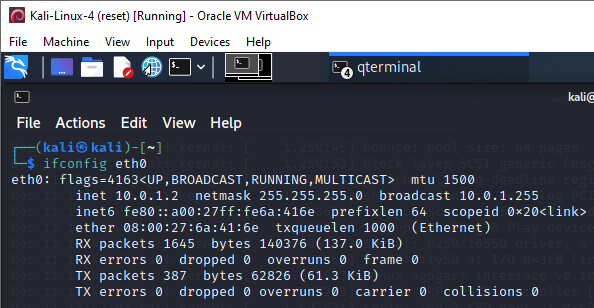 Kali-Linux-4 (reset) [Running] - Oracle VM VirtualBox
File Machine View Input Devices Help
4 qterminal
kali@
File Actions Edit View Help
(kali㉿kali)-[~]
$ ifconfig eth0
eth0: flags=4163<UP,BROADCAST,RUNNING,MULTICAST> mtu 1500
inet 10.0.1.2 netmask 255.255.255.0 broadcast 10.0.1.255
inet6 fe80::a00:27ff:fe6a:416e prefixlen 64 scopeid 0×20<link>
ether 08:00:27:6a:41:6e txqueuelen 1000 (Ethernet)
RX packets 1645 bytes 140376 (137.0 KiB)
RX errors 0 dropped 0 overruns 0 frame 0
TX packets 387 bytes 62826 (61.3 KiB)
TX errors 0 dropped 0 overruns 0 carrier 0 collisions 0